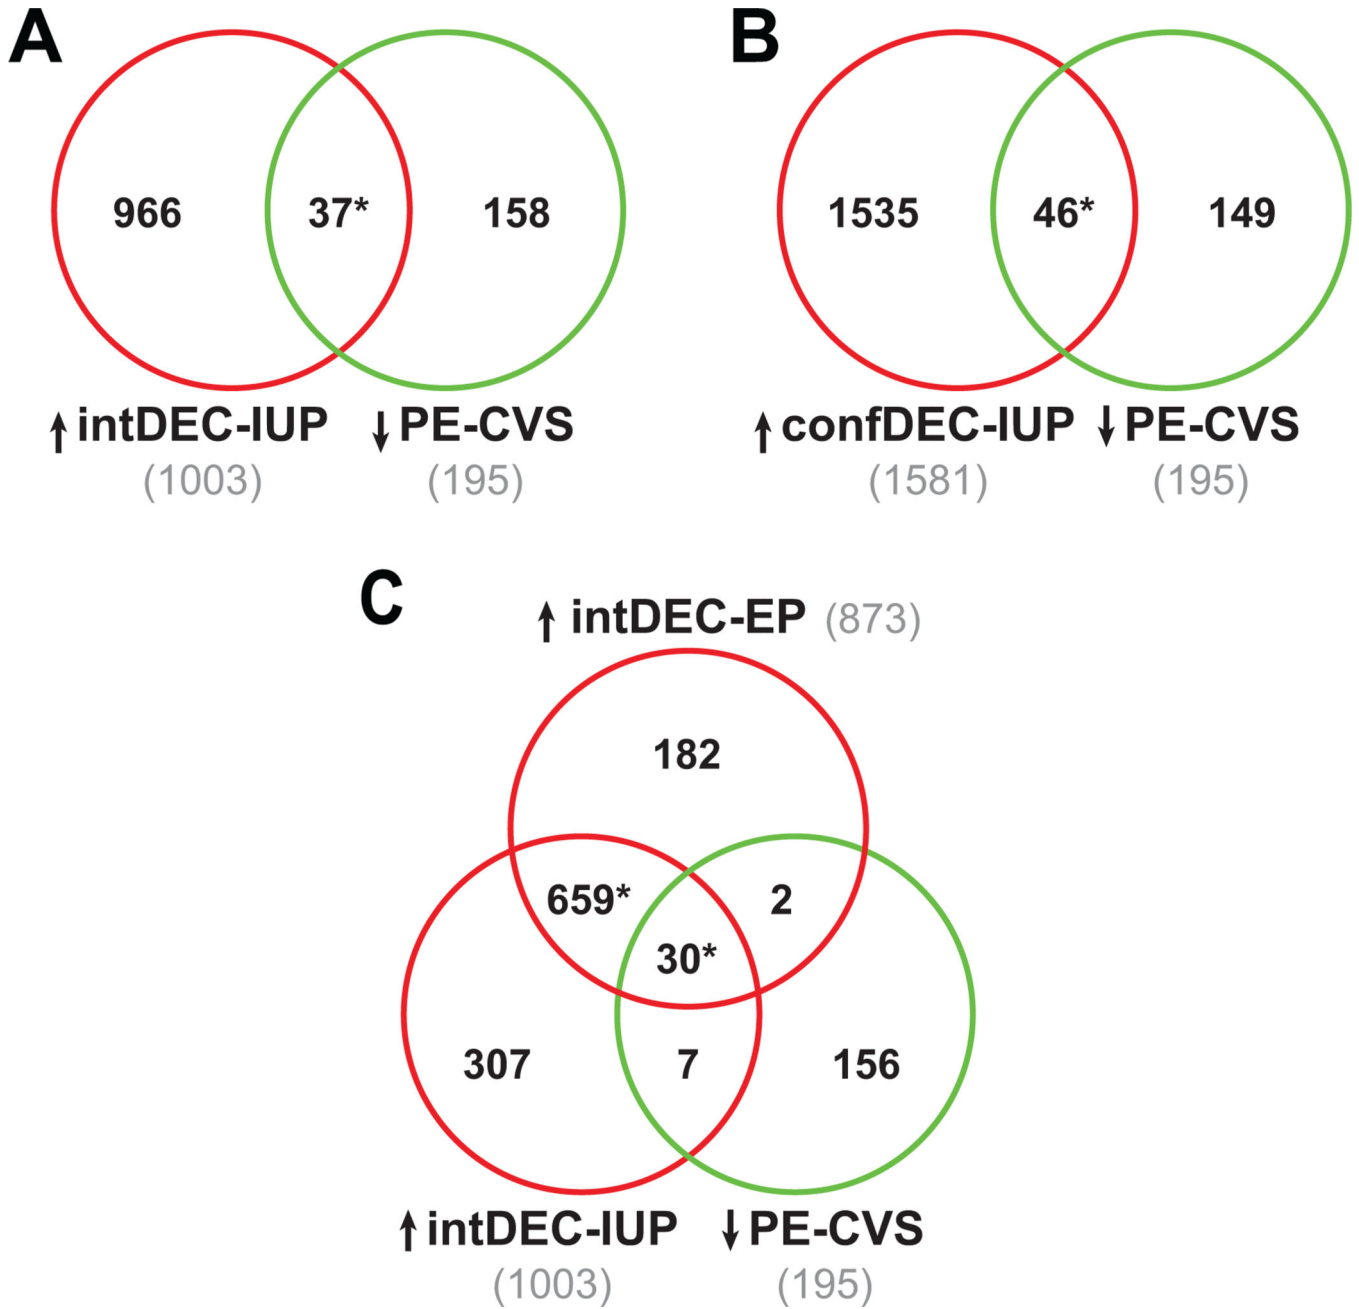 A
B
966 37* 158
1535 46* 149
↑ intDEC-IUP ↓ PE-CVS
(1003) (195)
↑ confDEC-IUP ↓ PE-CVS
(1581) (195)
C
↑ intDEC-EP (873)
182
659* 2
30*
307 7 156
↑ intDEC-IUP ↓ PE-CVS
(1003) (195)